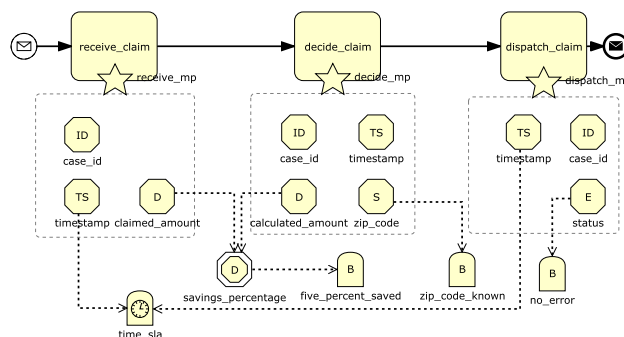 receive_claim
decide_claim
dispatch_claim
receive_mp
decide_mp
dispatch_m
ID
case_id
ID
case_id
TS
timestamp
TS
timestamp
ID
case_id
TS
timestamp
D
claimed_amount
D
calculated_amount
S
zip_code
E
status
D
savings_percentage
B
five_percent_saved
B
zip_code_known
B
no_error
time_sla